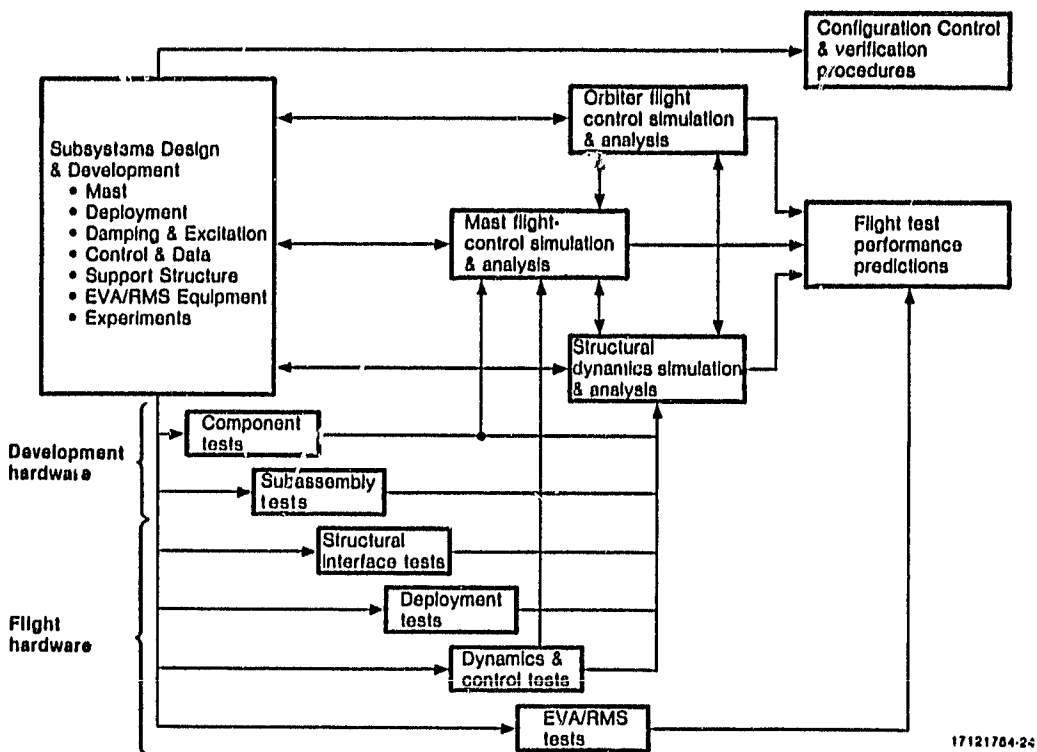 Configuration Control
& verification
procedures
Orbiter flight
control simulation
& analysis
Subsystems Design
& Development
• Mast
• Deployment
• Damping & Excitation
• Control & Data
• Support Structure
• EVA/RMS Equipment
• Experiments
Mast flight-
control simulation
& analysis
Flight test
performance
predictions
Structural
dynamics simulation
& analysis
Development
hardware
Component
tests
Subassembly
tests
Structural
interface tests
Deployment
tests
Flight
hardware
Dynamics &
control tests
EVA/RMS
tests
17121764-24